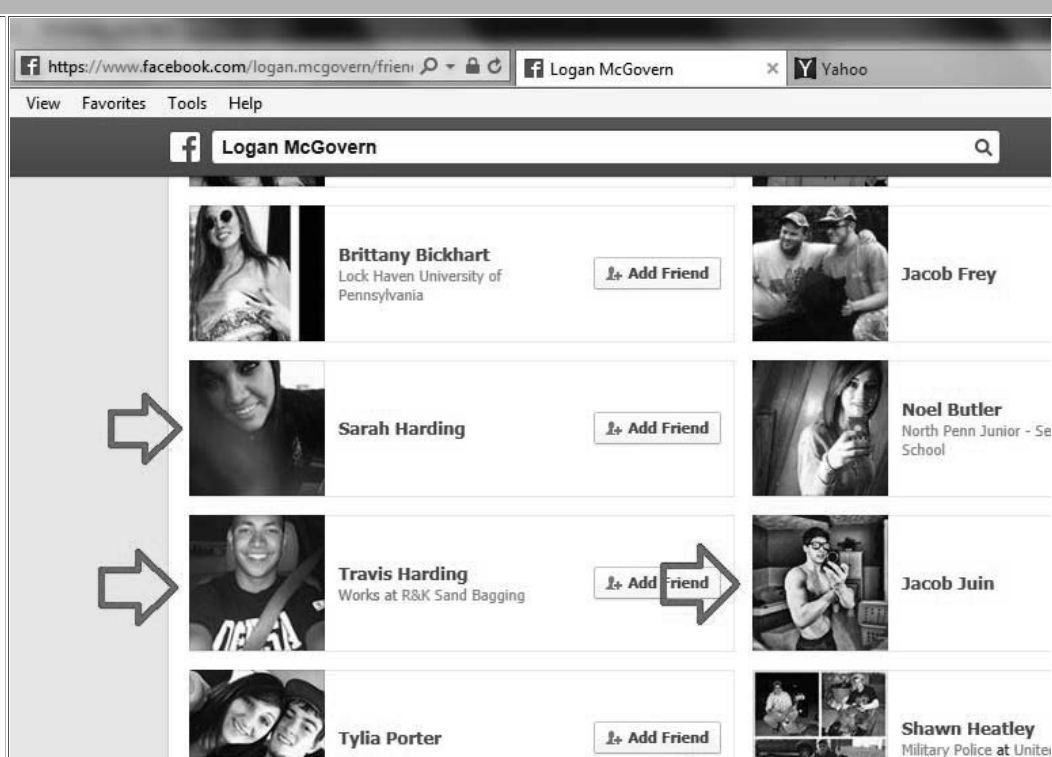 https://www.facebook.com/logan.mcgovern/frien
Logan McGovern
Yahoo
View Favorites Tools Help
Logan McGovern
Brittany Bickhart
Lock Haven University of
Pennsylvania
Add Friend
Jacob Frey
Sarah Harding
Add Friend
Noel Butler
North Penn Junior - Se
School
Travis Harding
Works at R&K Sand Bagging
Add Friend
Jacob Juin
Tylia Porter
Add Friend
Shawn Heatley
Military Police at United